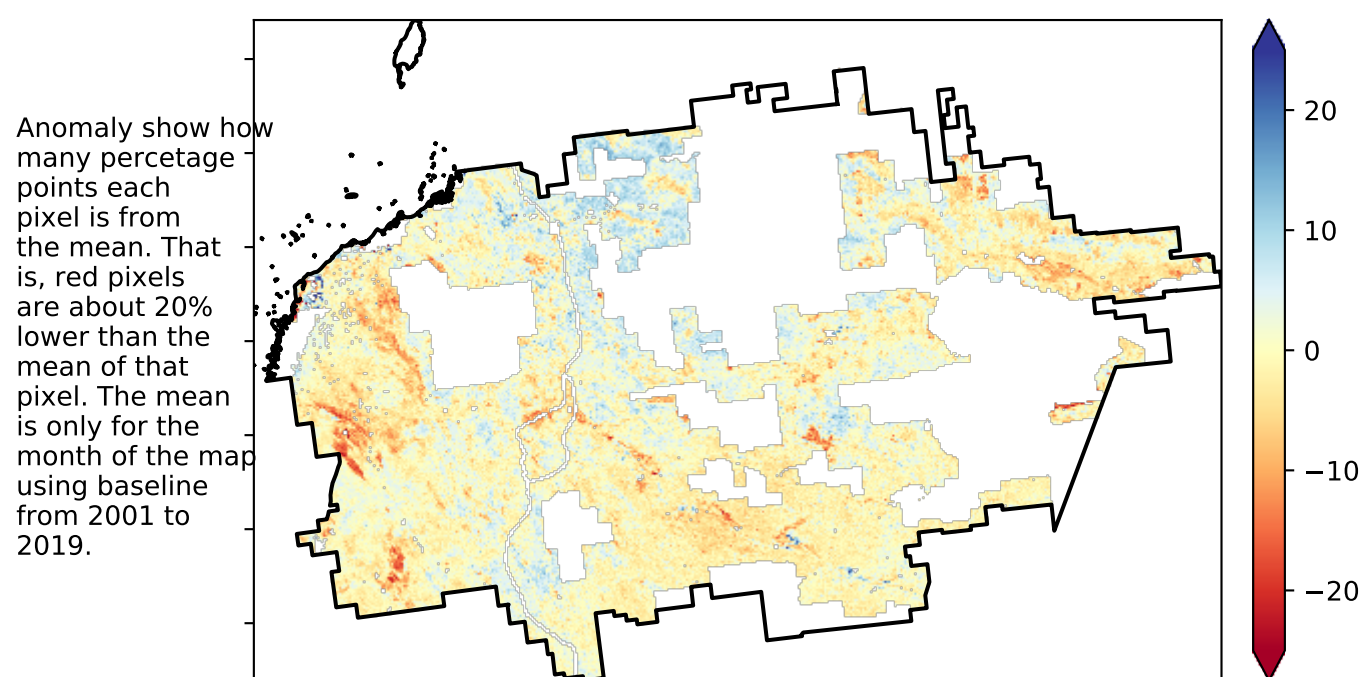 Anomaly show how
many percetage
points each
pixel is from
the mean. That
is, red pixels
are about 20%
lower than the
mean of that
pixel. The mean
is only for the
month of the map
using baseline
from 2001 to
2019.
20
10
0
−10
−20